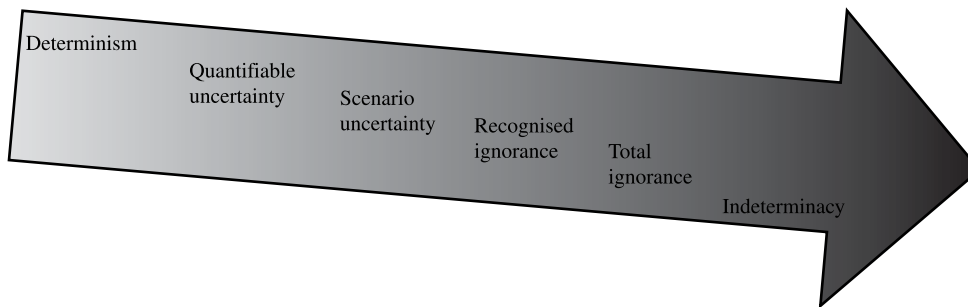 Determinism
Quantifiable
uncertainty
Scenario
uncertainty
Recognised
ignorance
Total
ignorance
Indeterminacy